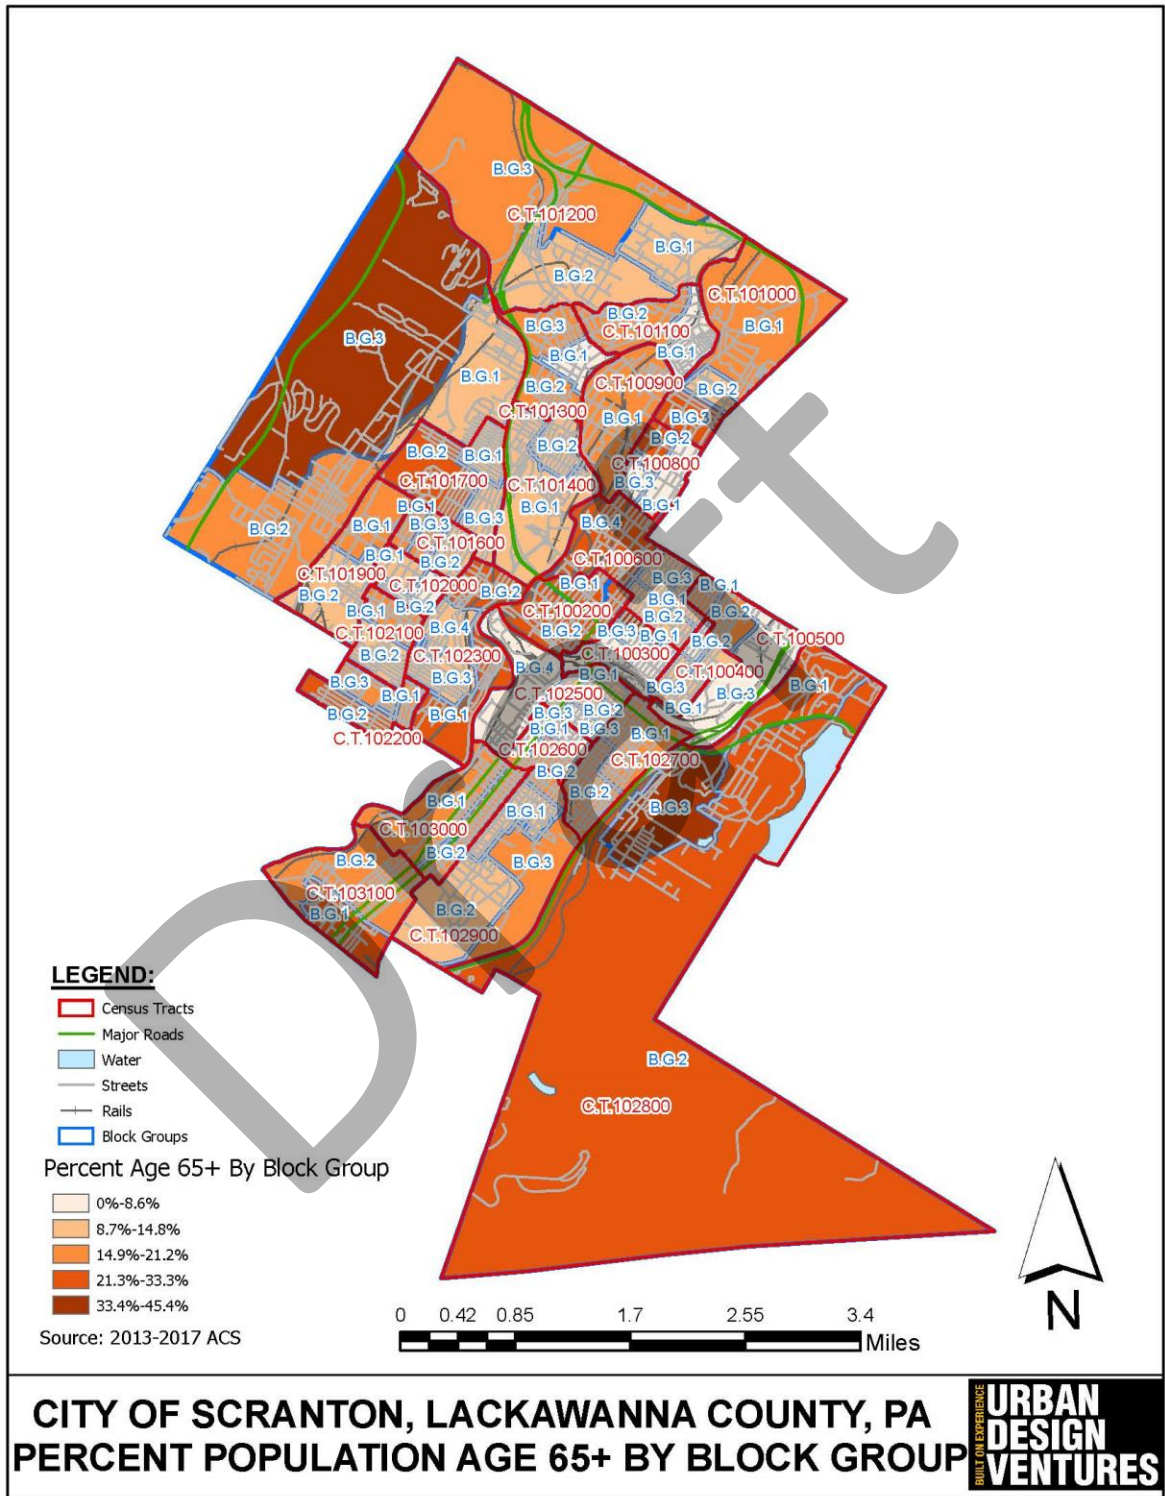 B.G.3
C.T.101200
B.G.1
B.G.2
C.T.101000
B.G.2
B.G.3
C.T.101100
B.G.1
B.G.3
B.G.1
B.G.1
B.G.1
C.T.100900
B.G.2
B.G.2
C.T.101300
B.G.1
B.G.3
B.G.2
B.G.2
B.G.2
B.G.1
C.T.100800
C.T.101700
C.T.101400
B.G.3
B.G.1
B.G.1
B.G.1
B.G.3
B.G.3
B.G.4
B.G.2
B.G.1
C.T.101600
B.G.1
B.G.2
C.T.100600
C.T.101900
B.G.3
C.T.102000
B.G.1
B.G.1
B.G.2
B.G.2
B.G.1
B.G.1
B.G.2
C.T.100200
B.G.2
B.G.2
C.T.102100
B.G.4
B.G.2
B.G.3
B.G.1
B.G.2
C.T.100500
B.G.2
C.T.102300
C.T.100300
B.G.4
C.T.100400
B.G.3
B.G.3
B.G.1
B.G.3
B.G.3
B.G.1
B.G.1
C.T.102500
B.G.1
B.G.2
B.G.1
B.G.3
B.G.2
B.G.1
B.G.3
B.G.1
C.T.102200
C.T.102600
C.T.102700
B.G.2
B.G.2
B.G.1
B.G.1
B.G.3
C.T.103000
B.G.2
B.G.2
B.G.3
C.T.103100
B.G.1
B.G.2
C.T.102900
B.G.2
C.T.102800
Draft
LEGEND:
Census Tracts
Major Roads
Water
Streets
Rails
Block Groups
Percent Age 65+ By Block Group
0%-8.6%
8.7%-14.8%
14.9%-21.2%
21.3%-33.3%
33.4%-45.4%
Source: 2013-2017 ACS
0 0.42 0.85 1.7 2.55 3.4
Miles
N
CITY OF SCRANTON, LACKAWANNA COUNTY, PA
PERCENT POPULATION AGE 65+ BY BLOCK GROUP
BUILT ON EXPERIENCE
URBAN
DESIGN
VENTURES